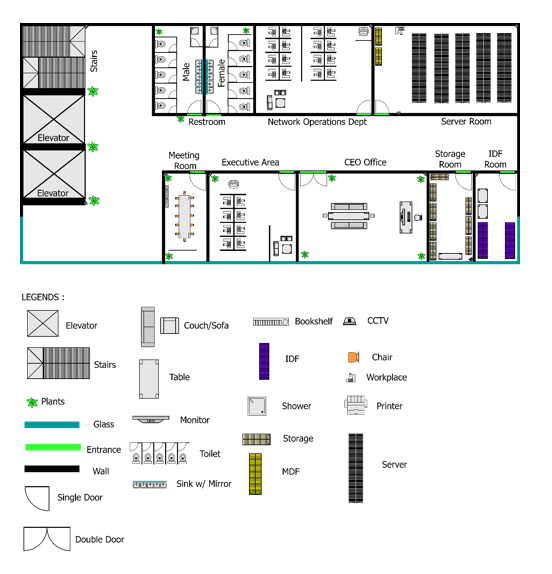 Stairs
Elevator
Elevator
Male
Female
Restroom
Network Operations Dept
Server Room
Meeting
Room
Executive Area
CEO Office
Storage
Room
IDF
Room
LEGENDS :
Elevator
Couch/Sofa
Bookshelf
CCTV
Stairs
Table
IDF
Chair
Workplace
Plants
Shower
Printer
Glass
Monitor
Entrance
Toilet
Storage
Server
Wall
Sink w/ Mirror
MDF
Single Door
Double Door